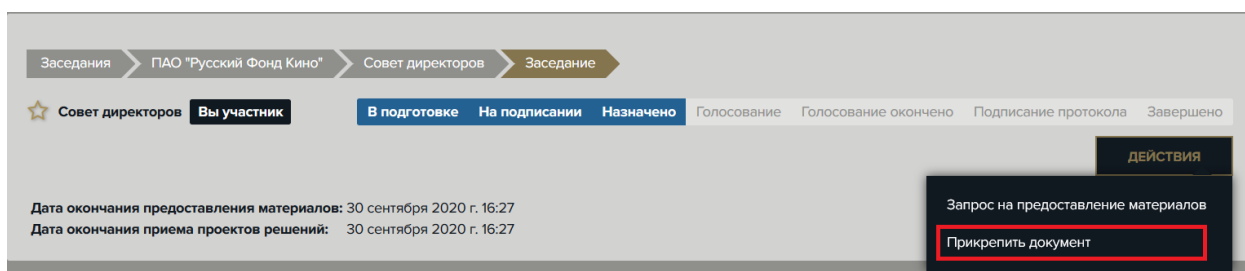 Заседания ПАО "Русский Фонд Кино" Совет директоров Заседание
Совет директоров Вы участник В подготовке На подписании Назначено Голосование Голосование окончено Подписание протокола Завершено
ДЕЙСТВИЯ
Запрос на предоставление материалов
Дата окончания предоставления материалов: 30 сентября 2020 г. 16:27
Дата окончания приема проектов решений: 30 сентября 2020 г. 16:27
Прикрепить документ